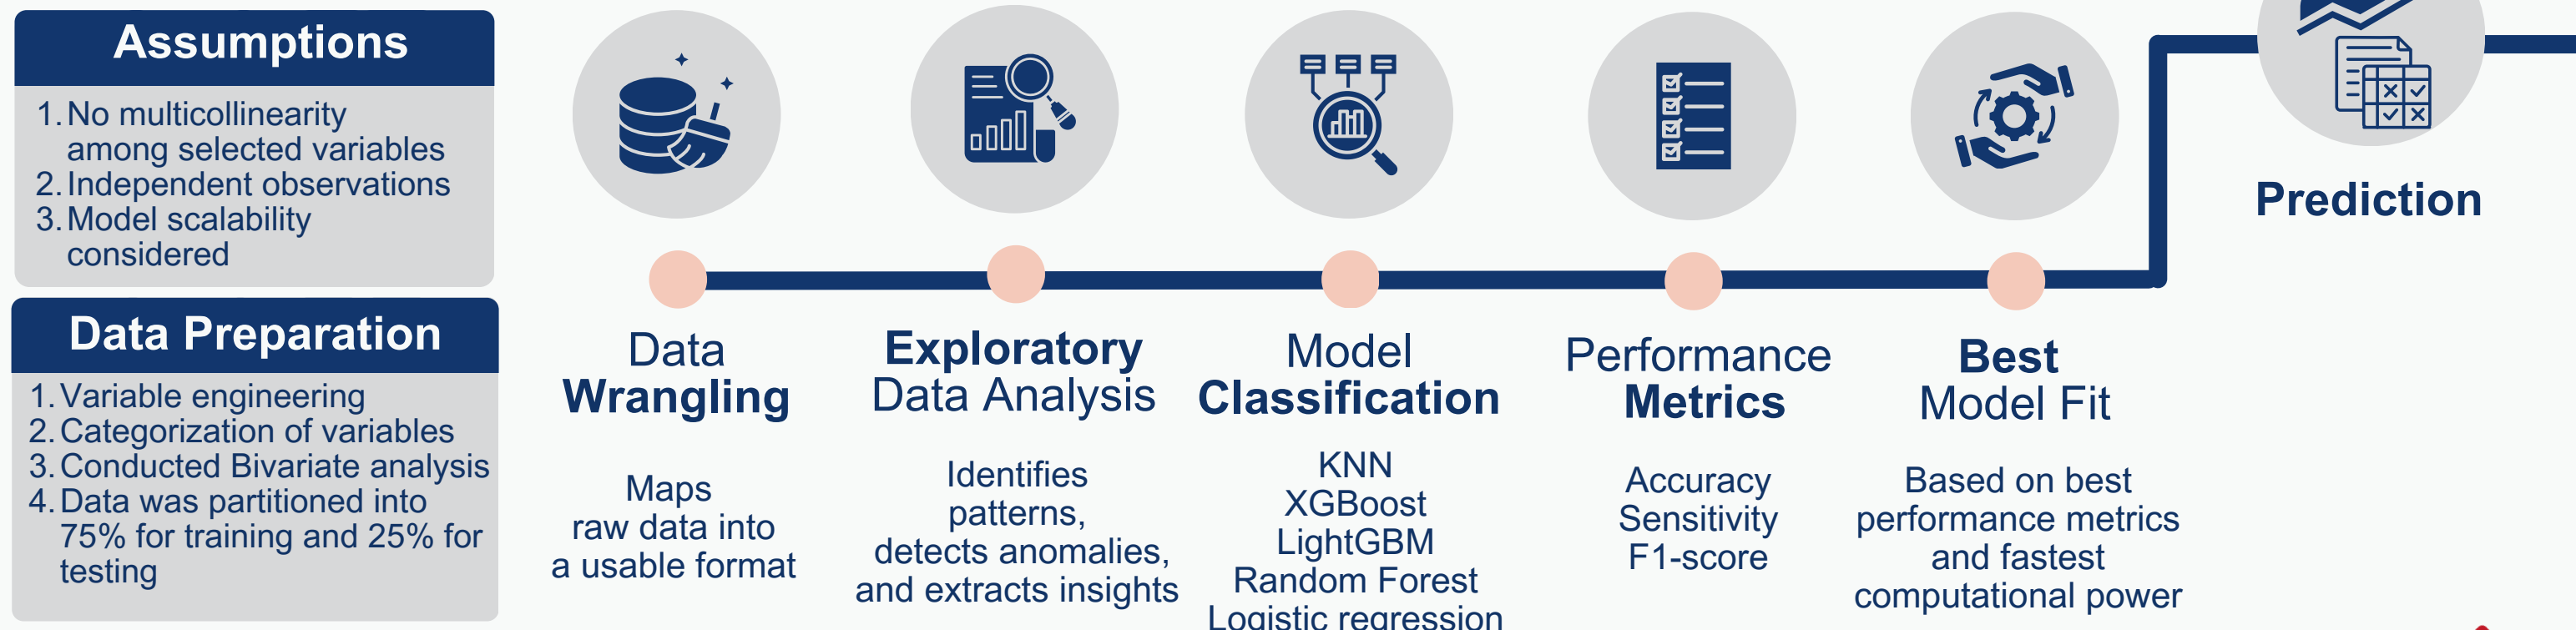 Assumptions
1. No multicollinearity
among selected variables
2. Independent observations
3. Model scalability
considered
Data Preparation
1. Variable engineering
2. Categorization of variables
3. Conducted Bivariate analysis
4. Data was partitioned into
75% for training and 25% for
testing
Data
Wrangling
Maps
raw data into
a usable format
Exploratory
Data Analysis
Identifies
patterns,
detects anomalies,
and extracts insights
Model
Classification
KNN
XGBoost
LightGBM
Random Forest
Logistic regression
Performance
Metrics
Accuracy
Sensitivity
F1-score
Best
Model Fit
Based on best
performance metrics
and fastest
computational power
Prediction